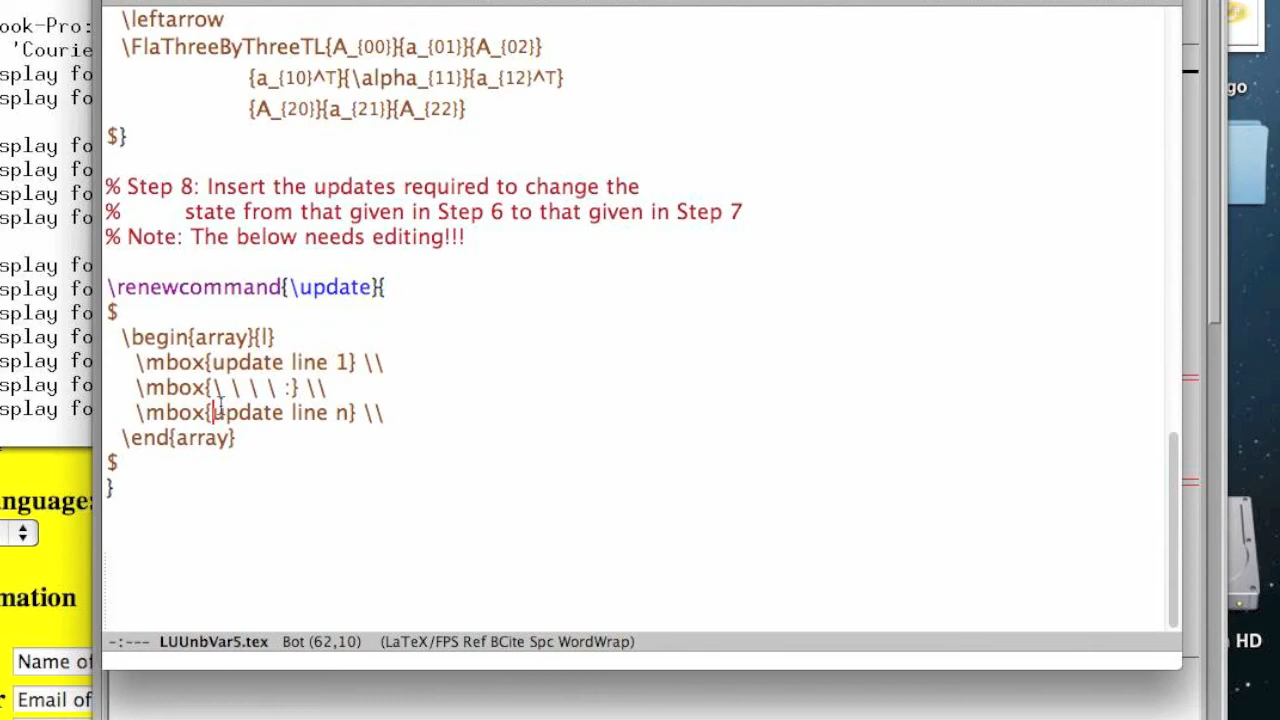 ook-Pro:
'Courie
splay fo
splay fo
splay fo
splay fo
splay fo
splay fo
splay fo
splay fo
splay fo
splay fo
splay fo
splay fo
splay fo
anguage:
mation
Name of
r Email of
\leftarrow
\FlaThreeByThreeTL{A_{00}}{a_{01}}{A_{02}}
{a_{10}^T}{\alpha_{11}}{a_{12}^T}
{A_{20}}{a_{21}}{A_{22}}
$}
% Step 8: Insert the updates required to change the
% state from that given in Step 6 to that given in Step 7
% Note: The below needs editing!!!
\renewcommand{\update}{
$
\begin{array}{l}
\mbox{update line 1} \\
\mbox{\ \ \ \ :} \\
\mbox{update line n} \\
\end{array}
$
}
-:--- LUUnbVar5.tex Bot (62,10) (LaTeX/FPS Ref BCite Spc WordWrap)
go
HD